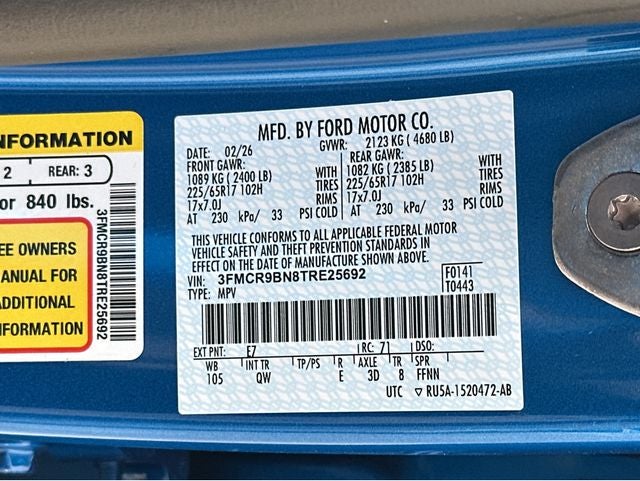 NFORMATION
2 REAR: 3
or 840 lbs.
EE OWNERS
ANUAL FOR
ADDITIONAL
NFORMATION
3FMCR9BN8TRE25692
MFD. BY FORD MOTOR CO.
DATE: 02/26 GVWR: 2123 KG ( 4680 LB)
FRONT GAWR: REAR GAWR:
1089 KG ( 2400 LB) WITH 1082 KG ( 2385 LB) WITH
225/65R17 102H TIRES 225/65R17 102H TIRES
17x7.0J RIMS 17x7.0J RIMS
AT 230 kPa/ 33 PSI COLD AT 230 kPa/ 33 PSI COLD
THIS VEHICLE CONFORMS TO ALL APPLICABLE FEDERAL MOTOR
VEHICLE SAFETY AND THEFT PREVENTION STANDARDS IN
EFFECT ON THE DATE OF MANUFACTURE SHOWN ABOVE.
VIN: 3FMCR9BN8TRE25692 F0141
TYPE: MPV T0443
EXT PNT: E7 RC: 71 DSO:
WB INT TR TP/PS R AXLE TR SPR
105 QW E 3D 8 FFNN
UTC ▽ RU5A-1520472-AB